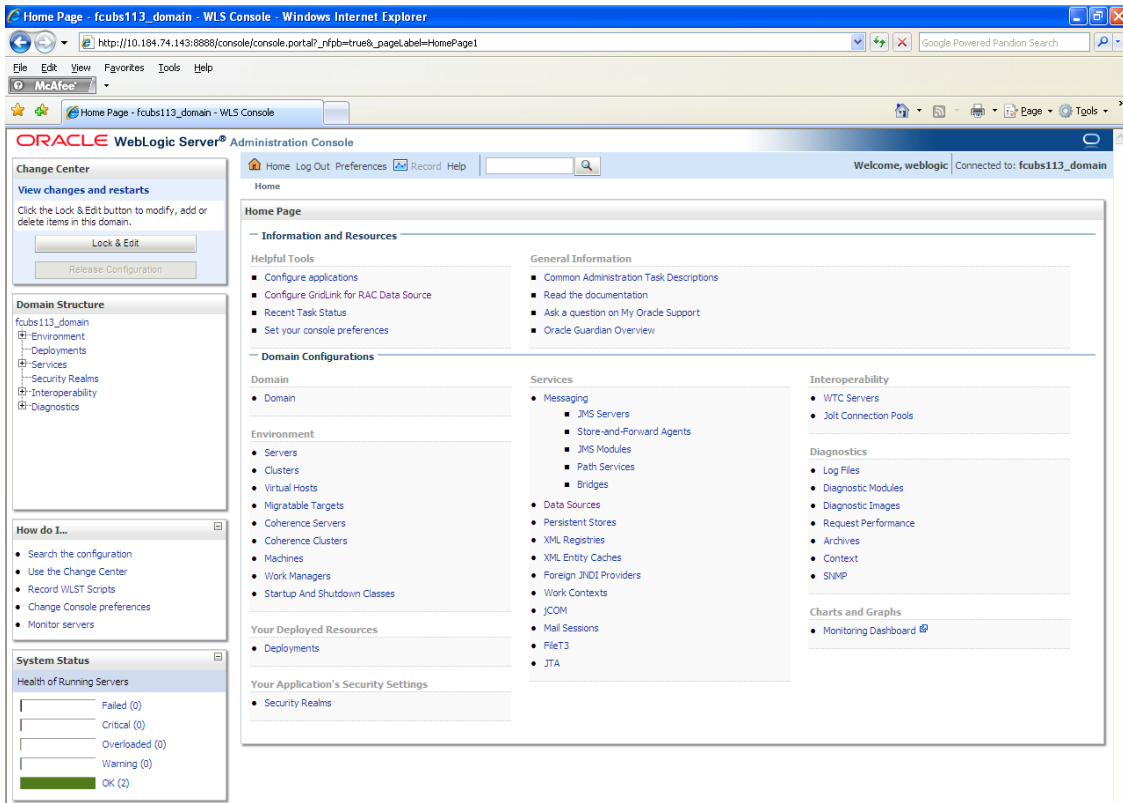 Home Page - fcubs113_domain - WLS Console - Windows Internet Explorer
http://10.184.74.143:8888/console/console.portal?_nfpb=true&_pageLabel=HomePage1
Google Powered Pandion Search
File Edit View Favorites Tools Help
McAfee
Home Page - fcubs113_domain - WLS Console
Page Tools
ORACLE WebLogic Server® Administration Console
Change Center
View changes and restarts
Click the Lock & Edit button to modify, add or
delete items in this domain.
Lock & Edit
Release Configuration
Domain Structure
fcubs113_domain
Environment
Deployments
Services
Security Realms
Interoperability
Diagnostics
How do I...
Search the configuration
Use the Change Center
Record WLST Scripts
Change Console preferences
Monitor servers
System Status
Health of Running Servers
Failed (0)
Critical (0)
Overloaded (0)
Warning (0)
OK (2)
Home Log Out Preferences Record Help
Welcome, weblogic Connected to: fcubs113_domain
Home
Home Page
Information and Resources
Helpful Tools
Configure applications
Configure GridLink for RAC Data Source
Recent Task Status
Set your console preferences
General Information
Common Administration Task Descriptions
Read the documentation
Ask a question on My Oracle Support
Oracle Guardian Overview
Domain Configurations
Domain
Domain
Environment
Servers
Clusters
Virtual Hosts
Migratable Targets
Coherence Servers
Coherence Clusters
Machines
Work Managers
Startup And Shutdown Classes
Your Deployed Resources
Deployments
Your Application's Security Settings
Security Realms
Services
Messaging
JMS Servers
Store-and-Forward Agents
JMS Modules
Path Services
Bridges
Data Sources
Persistent Stores
XML Registries
XML Entity Caches
Foreign JNDI Providers
Work Contexts
jCOM
Mail Sessions
FileT3
JTA
Interoperability
WTC Servers
Jolt Connection Pools
Diagnostics
Log Files
Diagnostic Modules
Diagnostic Images
Request Performance
Archives
Context
SNMP
Charts and Graphs
Monitoring Dashboard